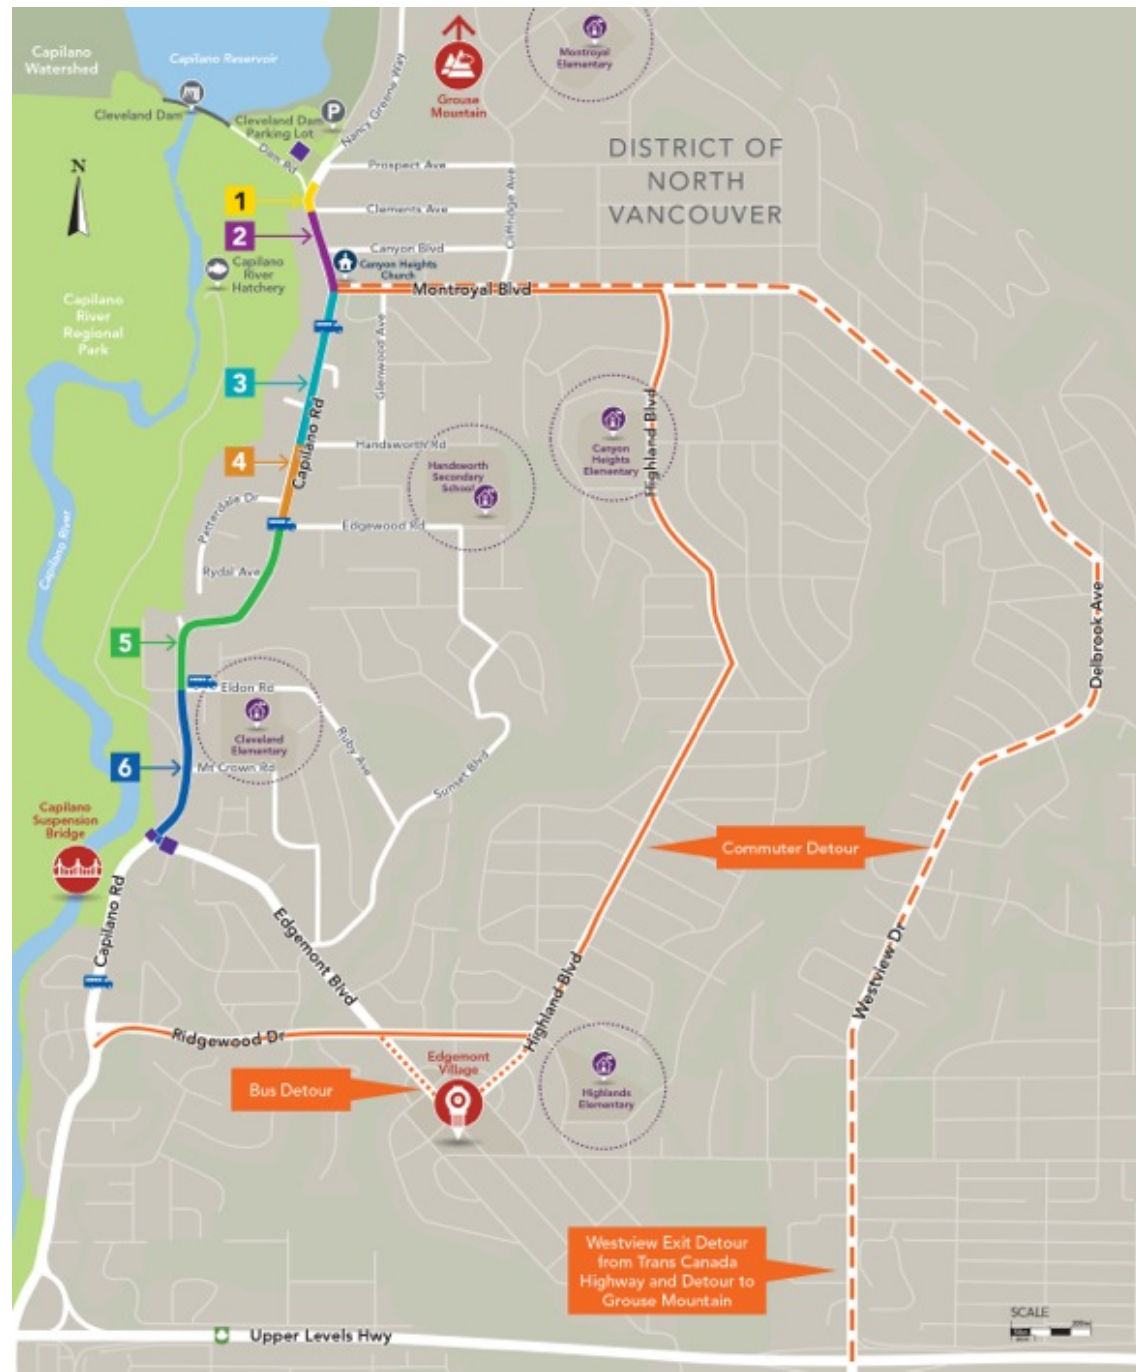 Capilano
Watershed
Capilano Reservoir
Cleveland Dam
Cleveland Dam
Parking Lot
P
Dam Rd
Nancy Greene Way
Grouse
Mountain
Montroyal
Elementary
DISTRICT OF
NORTH
VANCOUVER
N
Prospect Ave
1
Clements Ave
Cliffridge Ave
2
Canyon Blvd
Canyon Heights
Church
Capilano
River
Hatchery
Montroyal Blvd
Capilano
River
Regional
Park
Glenwood Ave
3
Capilano Rd
Highland Blvd
Canyon
Heights
Elementary
Handsworth Rd
4
Handsworth
Secondary
School
Patterdale Dr
Edgewood Rd
Capilano River
Rydal Ave
Delbrook Ave
5
Eldon Rd
Cleveland
Elementary
Ruby Ave
6
Mt Crown Rd
Sunset Blvd
Capilano
Suspension
Bridge
Commuter Detour
Capilano Rd
Edgemont Blvd
Highland Blvd
Westview Dr
Ridgewood Dr
Edgemont
Village
Bus Detour
Highlands
Elementary
Westview Exit Detour
from Trans Canada
Highway and Detour to
Grouse Mountain
SCALE
Upper Levels Hwy